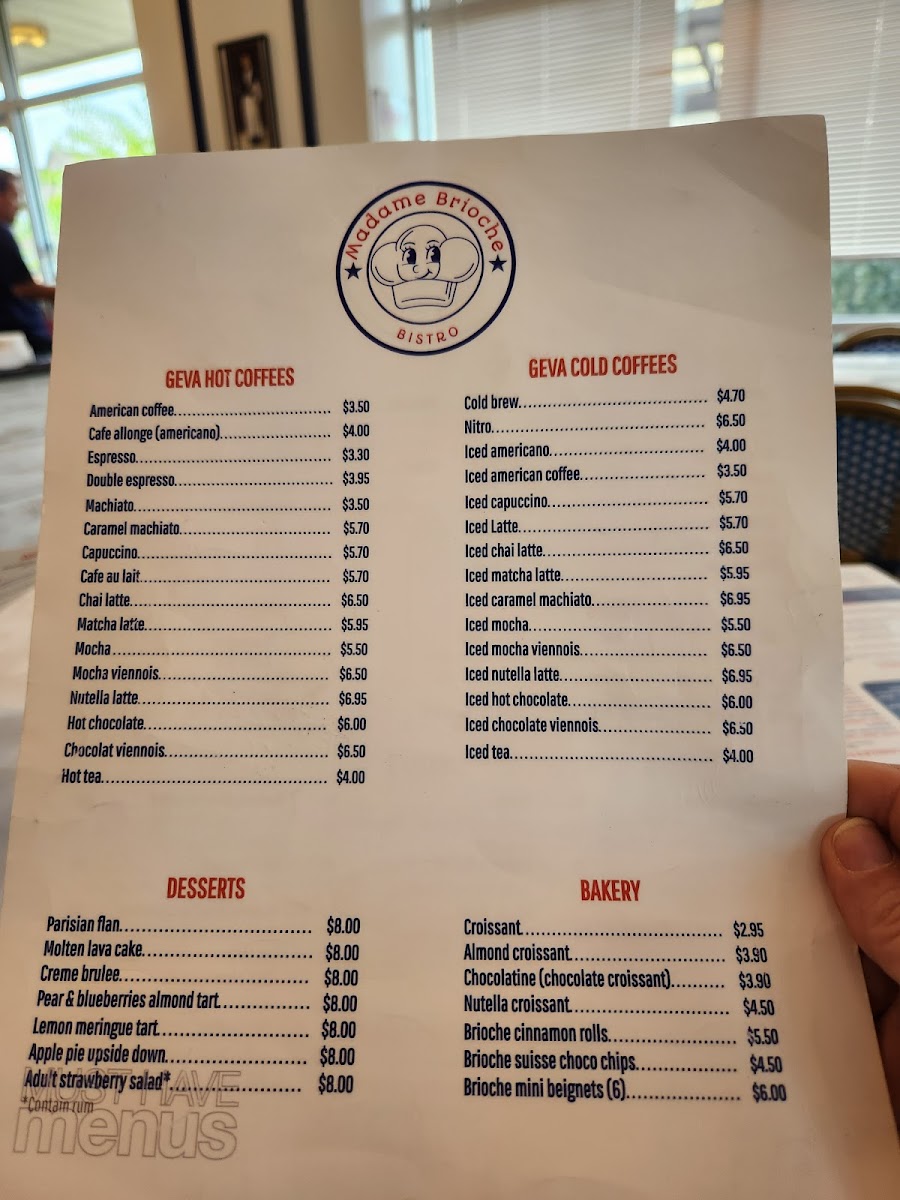 Madame Brioche
BISTRO
GEVA HOT COFFEES
American coffee.................................... $3.50
Cafe allonge (americano)......................... $4.00
Espresso............................................ $3.30
Double espresso.................................... $3.95
Machiato............................................ $3.50
Caramel machiato................................... $5.70
Capuccino........................................... $5.70
Cafe au lait........................................ $5.70
Chai latte.......................................... $6.50
Matcha latte........................................ $5.95
Mocha............................................... $5.50
Mocha viennois...................................... $6.50
Nutella latte....................................... $6.95
Hot chocolate....................................... $6.00
Chocolat viennois................................... $6.50
Hot tea............................................. $4.00
GEVA COLD COFFEES
Cold brew........................................... $4.70
Nitro............................................... $6.50
Iced americano...................................... $4.00
Iced american coffee................................ $3.50
Iced capuccino...................................... $5.70
Iced Latte.......................................... $5.70
Iced chai latte..................................... $6.50
Iced matcha latte................................... $5.95
Iced caramel machiato............................... $6.95
Iced mocha.......................................... $5.50
Iced mocha viennois................................. $6.50
Iced nutella latte.................................. $6.95
Iced hot chocolate.................................. $6.00
Iced chocolate viennois............................. $6.50
Iced tea............................................ $4.00
DESSERTS
Parisian flan....................................... $8.00
Molten lava cake.................................... $8.00
Creme brulee........................................ $8.00
Pear & blueberries almond tart...................... $8.00
Lemon meringue tart................................. $8.00
Apple pie upside down............................... $8.00
Adult strawberry salad*............................. $8.00
*Contain rum
MUST HAVE
menus
BAKERY
Croissant........................................... $2.95
Almond croissant.................................... $3.90
Chocolatine (chocolate croissant).......... $3.90
Nutella croissant................................... $4.50
Brioche cinnamon rolls.............................. $5.50
Brioche suisse choco chips.......................... $4.50
Brioche mini beignets (6)........................... $6.00